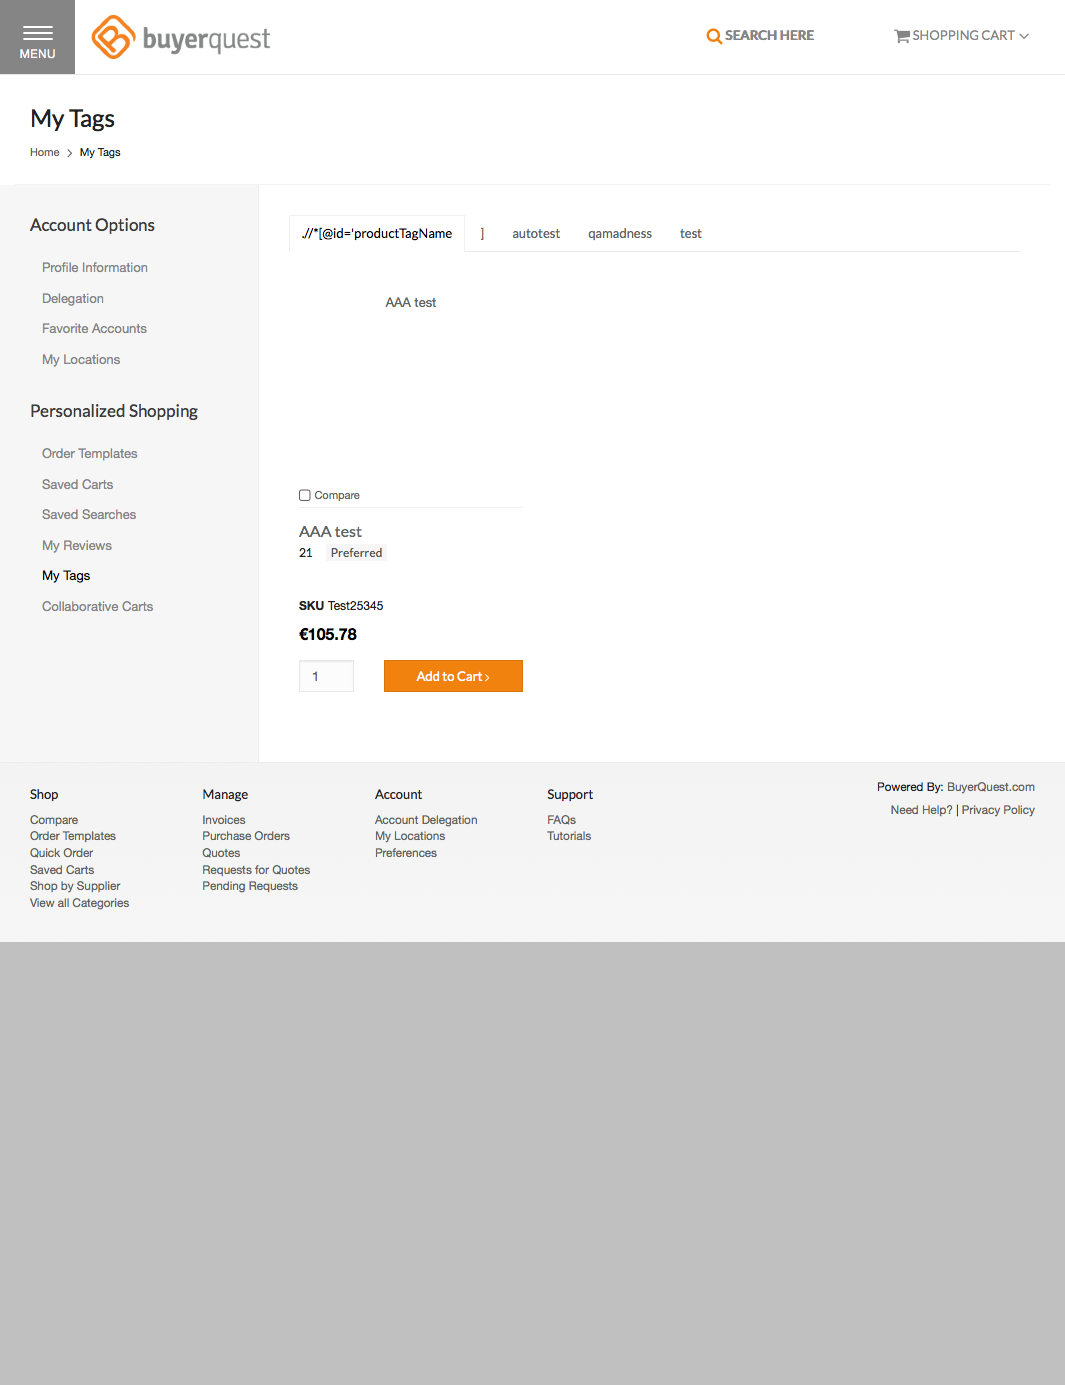 MENU
buyerquest
SEARCH HERE
SHOPPING CART
My Tags
Home > My Tags
Account Options
Profile Information
Delegation
Favorite Accounts
My Locations
Personalized Shopping
Order Templates
Saved Carts
Saved Searches
My Reviews
My Tags
Collaborative Carts
.//*[@id='productTagName ] autotest qamadness test
AAA test
Compare
AAA test
21 Preferred
SKU Test25345
€105.78
1
Add to Cart ›
Shop
Compare
Order Templates
Quick Order
Saved Carts
Shop by Supplier
View all Categories
Manage
Invoices
Purchase Orders
Quotes
Requests for Quotes
Pending Requests
Account
Account Delegation
My Locations
Preferences
Support
FAQs
Tutorials
Powered By: BuyerQuest.com
Need Help? | Privacy Policy